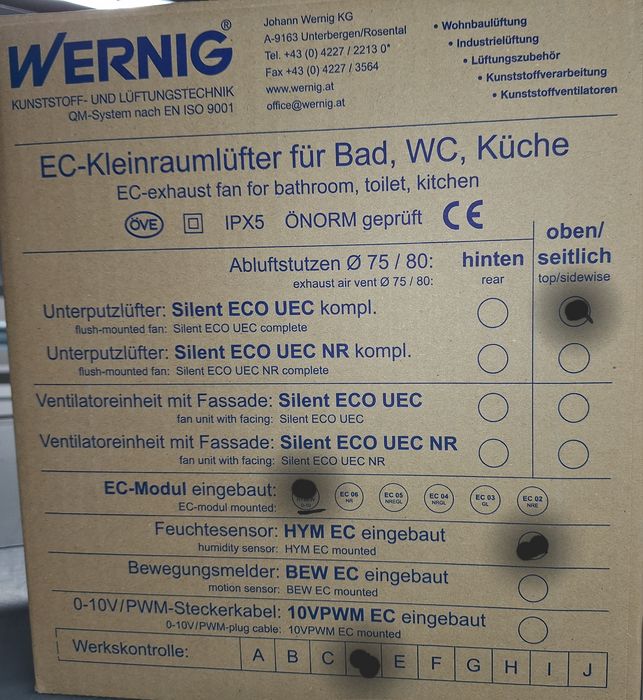 WERNIG®
KUNSTSTOFF- UND LÜFTUNGSTECHNIK
QM-System nach EN ISO 9001
Johann Wernig KG
A-9163 Unterbergen/Rosental
Tel. +43 (0) 4227 / 2213 0*
Fax +43 (0) 4227 / 3564
www.wernig.at
office@wernig.at
• Wohnbaulüftung
• Industrielüftung
• Lüftungszubehör
• Kunststoffverarbeitung
• Kunststoffventilatoren
EC-Kleinraumlüfter für Bad, WC, Küche
EC-exhaust fan for bathroom, toilet, kitchen
ÖVE IPX5 ÖNORM geprüft CE
Abluftstutzen Ø 75 / 80:
exhaust air vent Ø 75 / 80:
hinten
rear
oben/
seitlich
top/sidewise
Unterputzlüfter: Silent ECO UEC kompl.
flush-mounted fan: Silent ECO UEC complete
Unterputzlüfter: Silent ECO UEC NR kompl.
flush-mounted fan: Silent ECO UEC NR complete
Ventilatoreinheit mit Fassade: Silent ECO UEC
fan unit with facing: Silent ECO UEC
Ventilatoreinheit mit Fassade: Silent ECO UEC NR
fan unit with facing: Silent ECO UEC NR
EC-Modul eingebaut:
EC-modul mounted:
EC 06
NR
EC 05
NREGL
EC 04
NRGL
EC 03
GL
EC 02
NRE
Feuchtesensor: HYM EC eingebaut
humidity sensor: HYM EC mounted
Bewegungsmelder: BEW EC eingebaut
motion sensor: BEW EC mounted
0-10V/PWM-Steckerkabel: 10VPWM EC eingebaut
0-10V/PWM-plug cable: 10VPWM EC mounted
Werkskontrolle: A B C E F G H I J